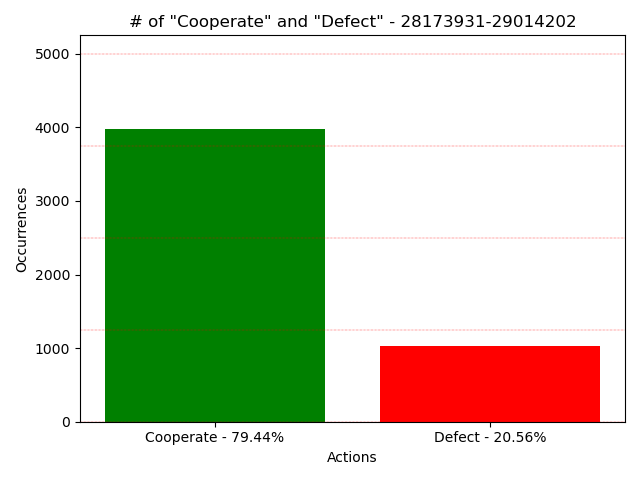 # of "Cooperate" and "Defect" - 28173931-29014202
5000
4000
3000
2000
1000
0
Occurrences
Cooperate - 79.44%
Defect - 20.56%
Actions